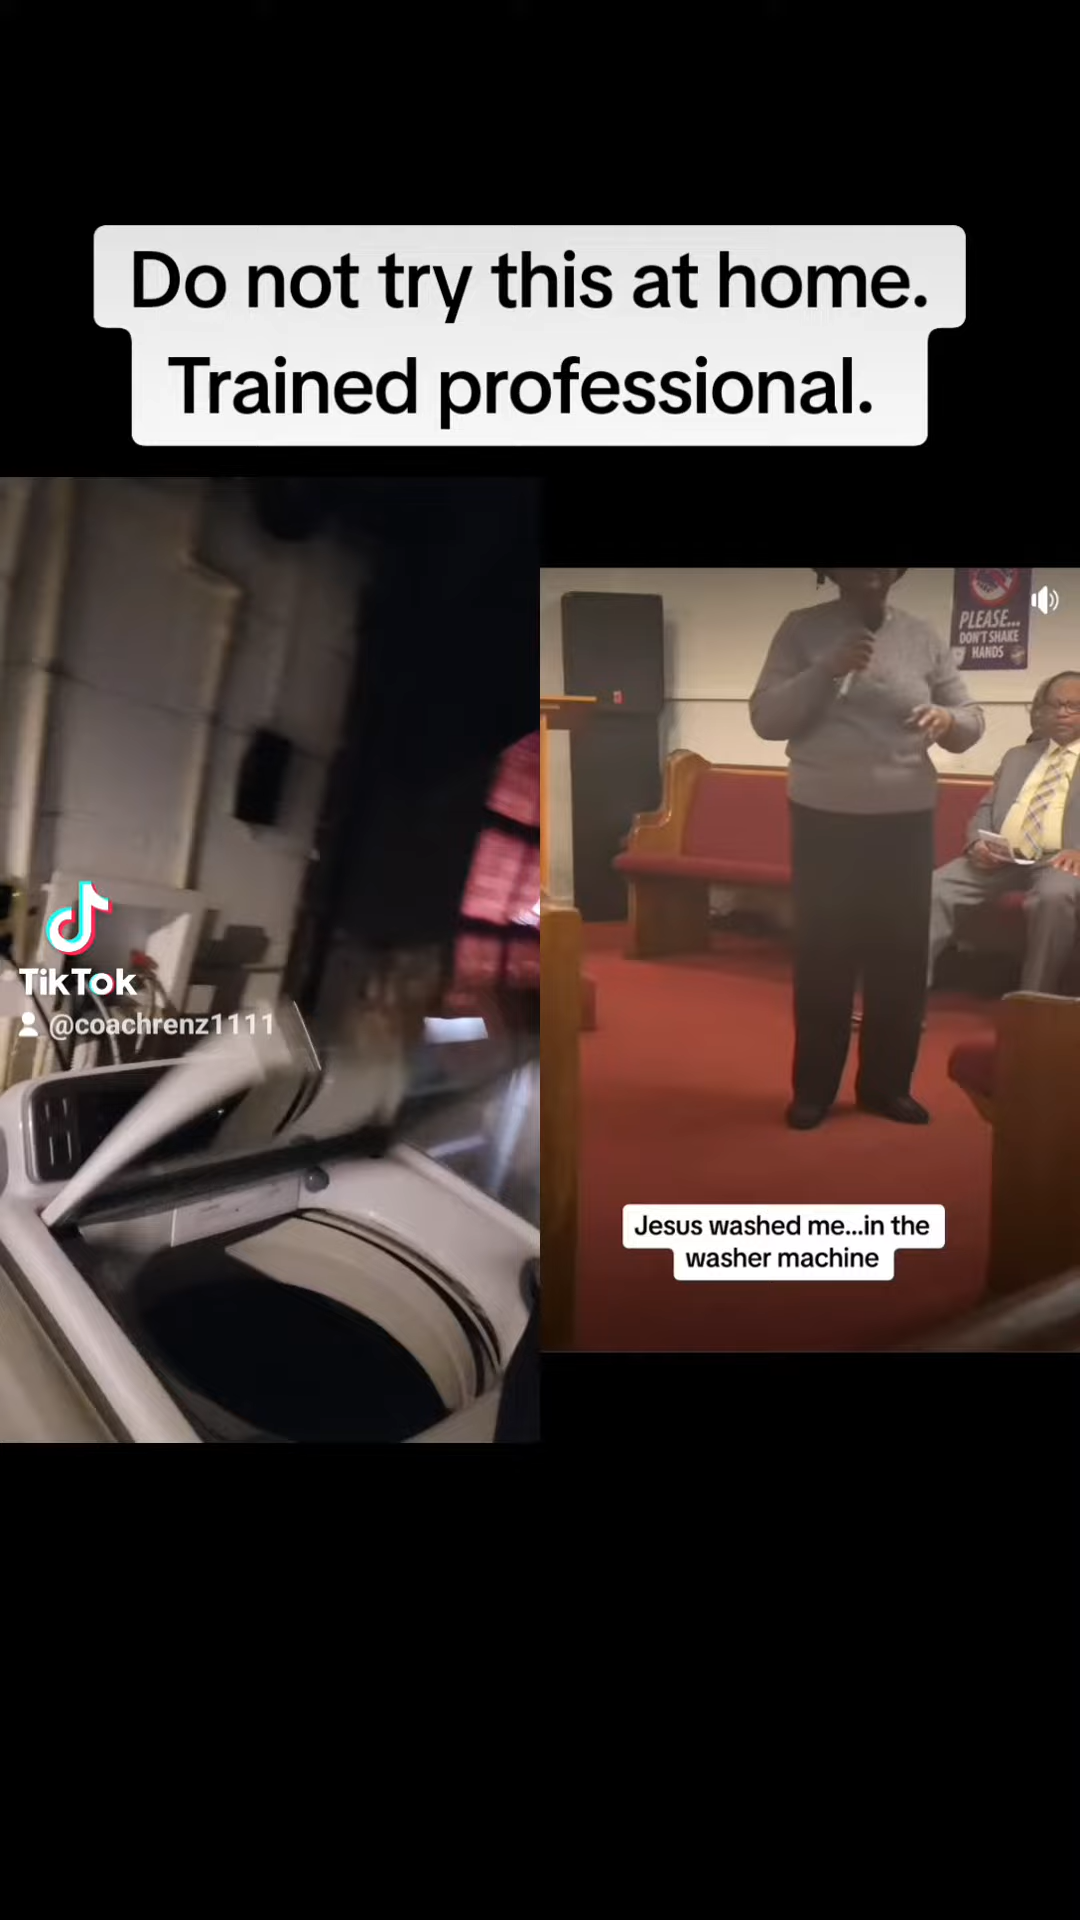 Do not try this at home.
Trained professional.
PLEASE...
DON'T SHAKE
HANDS
TikTok
@coachrenz1111
Jesus washed me...in the
washer machine